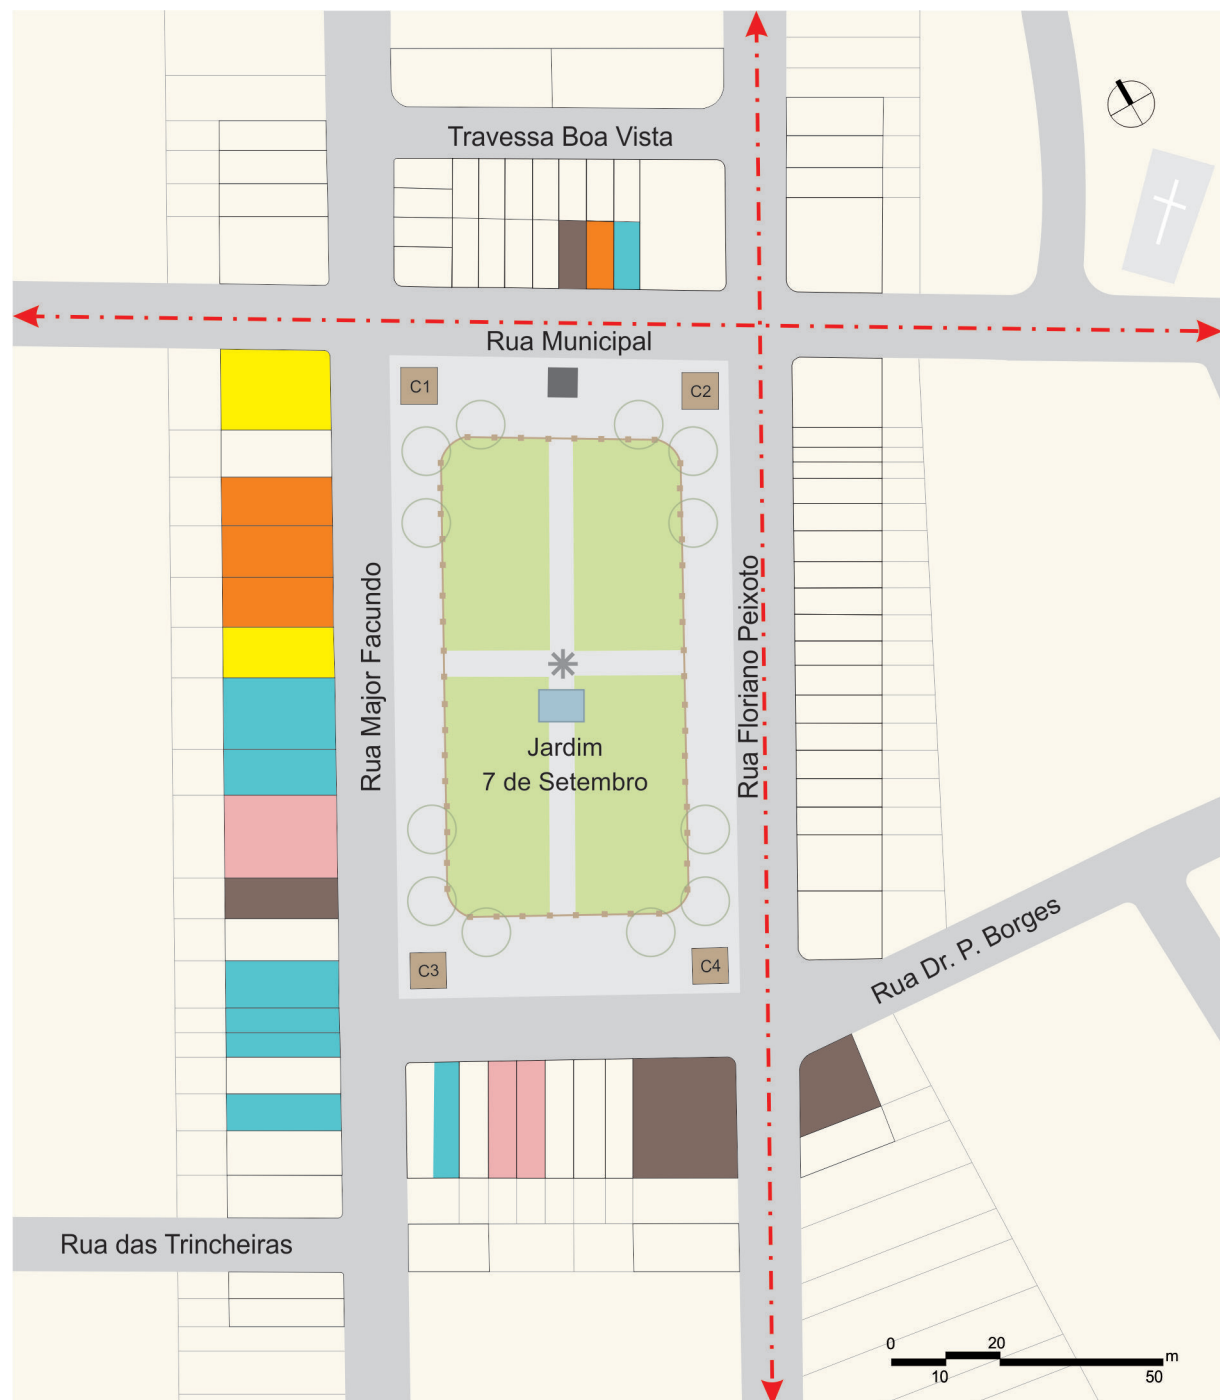 Travessa Boa Vista
Rua Municipal
C1
C2
Rua Major Facundo
Rua Floriano Peixoto
Jardim
7 de Setembro
C3
C4
Rua Dr. P. Borges
Rua das Trincheiras
0
20
m
10
50